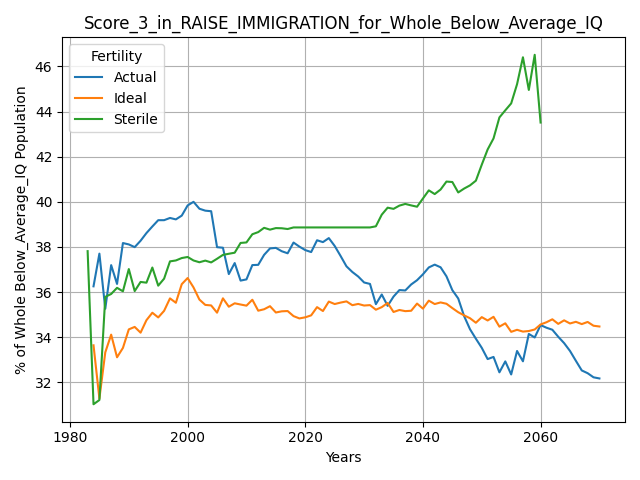 Score_3_in_RAISE_IMMIGRATION_for_Whole_Below_Average_IQ
Fertility
Actual
Ideal
Sterile
% of Whole Below_Average_IQ Population
46
44
42
40
38
36
34
32
1980
2000
2020
2040
2060
Years